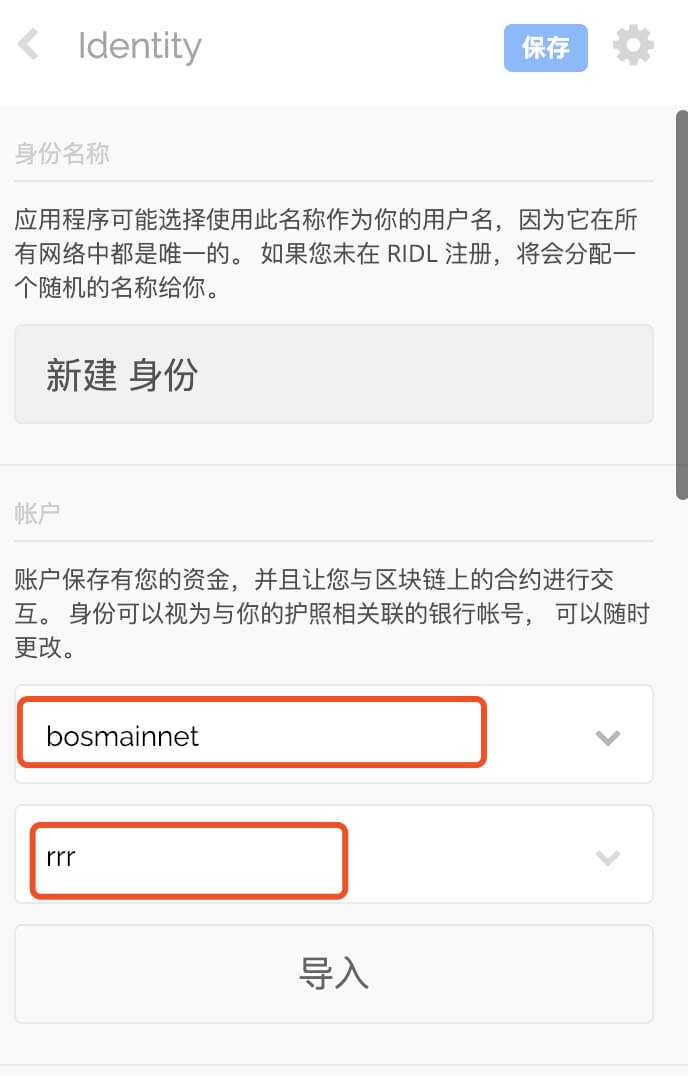 Identity
保存
身份名称
应用程序可能选择使用此名称作为你的用户名，因为它在所
有网络中都是唯一的。 如果您未在 RIDL 注册，将会分配一
个随机的名称给你。
新建 身份
帐户
账户保存有您的资金，并且让您与区块链上的合约进行交
互。 身份可以视为与你的护照相关联的银行帐号， 可以随时
更改。
bosmainnet
rrr
导入